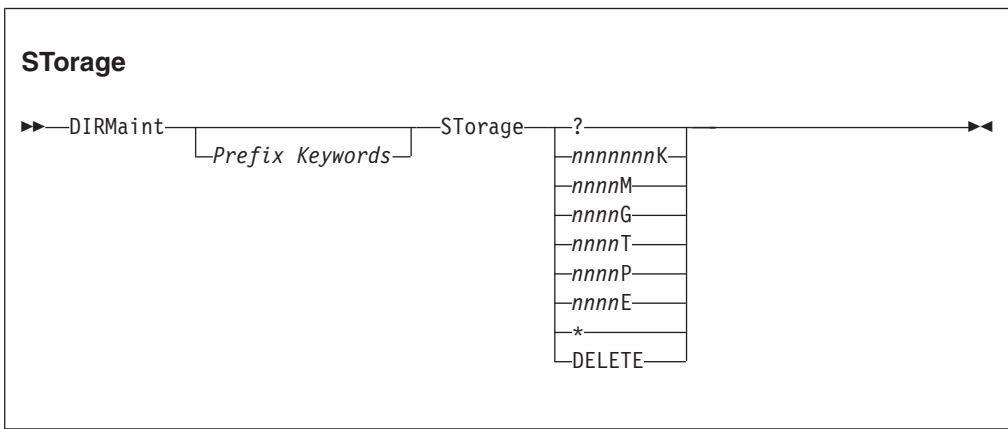 STorage
DIRMaint STorage ?
Prefix Keywords nnnnnnnK
nnnnM
nnnnG
nnnnT
nnnnP
nnnnE
*
DELETE